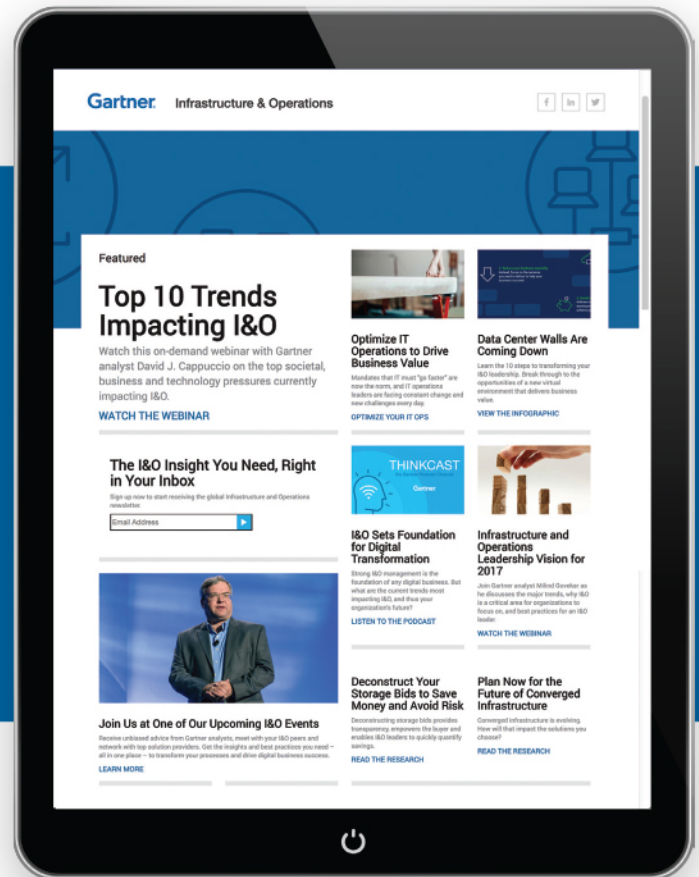 Gartner
Infrastructure & Operations
f
in
Featured
Top 10 Trends
Impacting I&O
Watch this on-demand webinar with Gartner
analyst David J. Cappuccio on the top societal,
business and technology pressures currently
impacting I&O.
WATCH THE WEBINAR
The I&O Insight You Need, Right
in Your Inbox
Sign up now to start receiving the global Infrastructure and Operations
newsletter.
Email Address
Join Us at One of Our Upcoming I&O Events
Receive unbiased advice from Gartner analysts, meet with your I&O peers and
network with top solution providers. Get the insights and best practices you need –
all in one place – to transform your processes and drive digital business success.
LEARN MORE
Optimize IT
Operations to Drive
Business Value
Mandates that IT must "go faster" are
now the norm, and IT operations
leaders are facing constant change and
new challenges every day.
OPTIMIZE YOUR IT OPS
Data Center Walls Are
Coming Down
Learn the 10 steps to transforming your
I&O leadership. Break through to the
opportunities of a new virtual
environment that delivers business
value.
VIEW THE INFOGRAPHIC
THINKCAST
Gartner
I&O Sets Foundation
for Digital
Transformation
Strong I&O management is the
foundation of any digital business. But
what are the current trends most
impacting I&O, and thus your
organization's future?
LISTEN TO THE PODCAST
Infrastructure and
Operations
Leadership Vision for
2017
Join Gartner analyst Milind Govekar as
he discusses the major trends, why I&O
is a critical area for organizations to
focus on, and best practices for an I&O
leader.
WATCH THE WEBINAR
Deconstruct Your
Storage Bids to Save
Money and Avoid Risk
Deconstructing storage bids provides
transparency, empowers the buyer and
enables I&O leaders to quickly quantify
savings.
READ THE RESEARCH
Plan Now for the
Future of Converged
Infrastructure
Converged infrastructure is evolving.
How will that impact the solutions you
choose?
READ THE RESEARCH